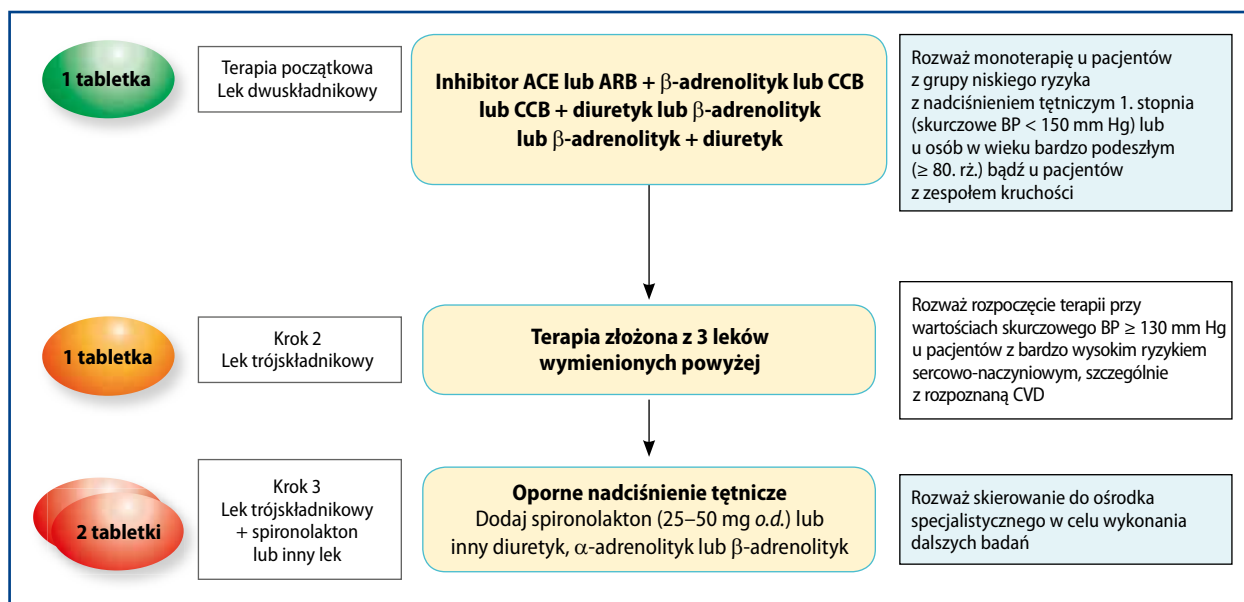 1 tabletka
Terapia początkowa
Lek dwuskładnikowy
Inhibitor ACE lub ARB + β-adrenolityk lub CCB
lub CCB + diuretyk lub β-adrenolityk
lub β-adrenolityk + diuretyk
Rozważ monoterapię u pacjentów
z grupy niskiego ryzyka
z nadciśnieniem tętniczym 1. stopnia
(skurczowe BP < 150 mm Hg) lub
u osób w wieku bardzo podeszłym
(≥ 80. rż.) bądź u pacjentów
z zespołem kruchości
1 tabletka
Krok 2
Lek trójskładnikowy
Terapia złożona z 3 leków
wymienionych powyżej
Rozważ rozpoczęcie terapii przy
wartościach skurczowego BP ≥ 130 mm Hg
u pacjentów z bardzo wysokim ryzykiem
sercowo-naczyniowym, szczególnie
z rozpoznaną CVD
2 tabletki
Krok 3
Lek trójskładnikowy
+ spironolakton
lub inny lek
Oporne nadciśnienie tętnicze
Dodaj spironolakton (25–50 mg o.d.) lub
inny diuretyk, α-adrenolityk lub β-adrenolityk
Rozważ skierowanie do ośrodka
specjalistycznego w celu wykonania
dalszych badań